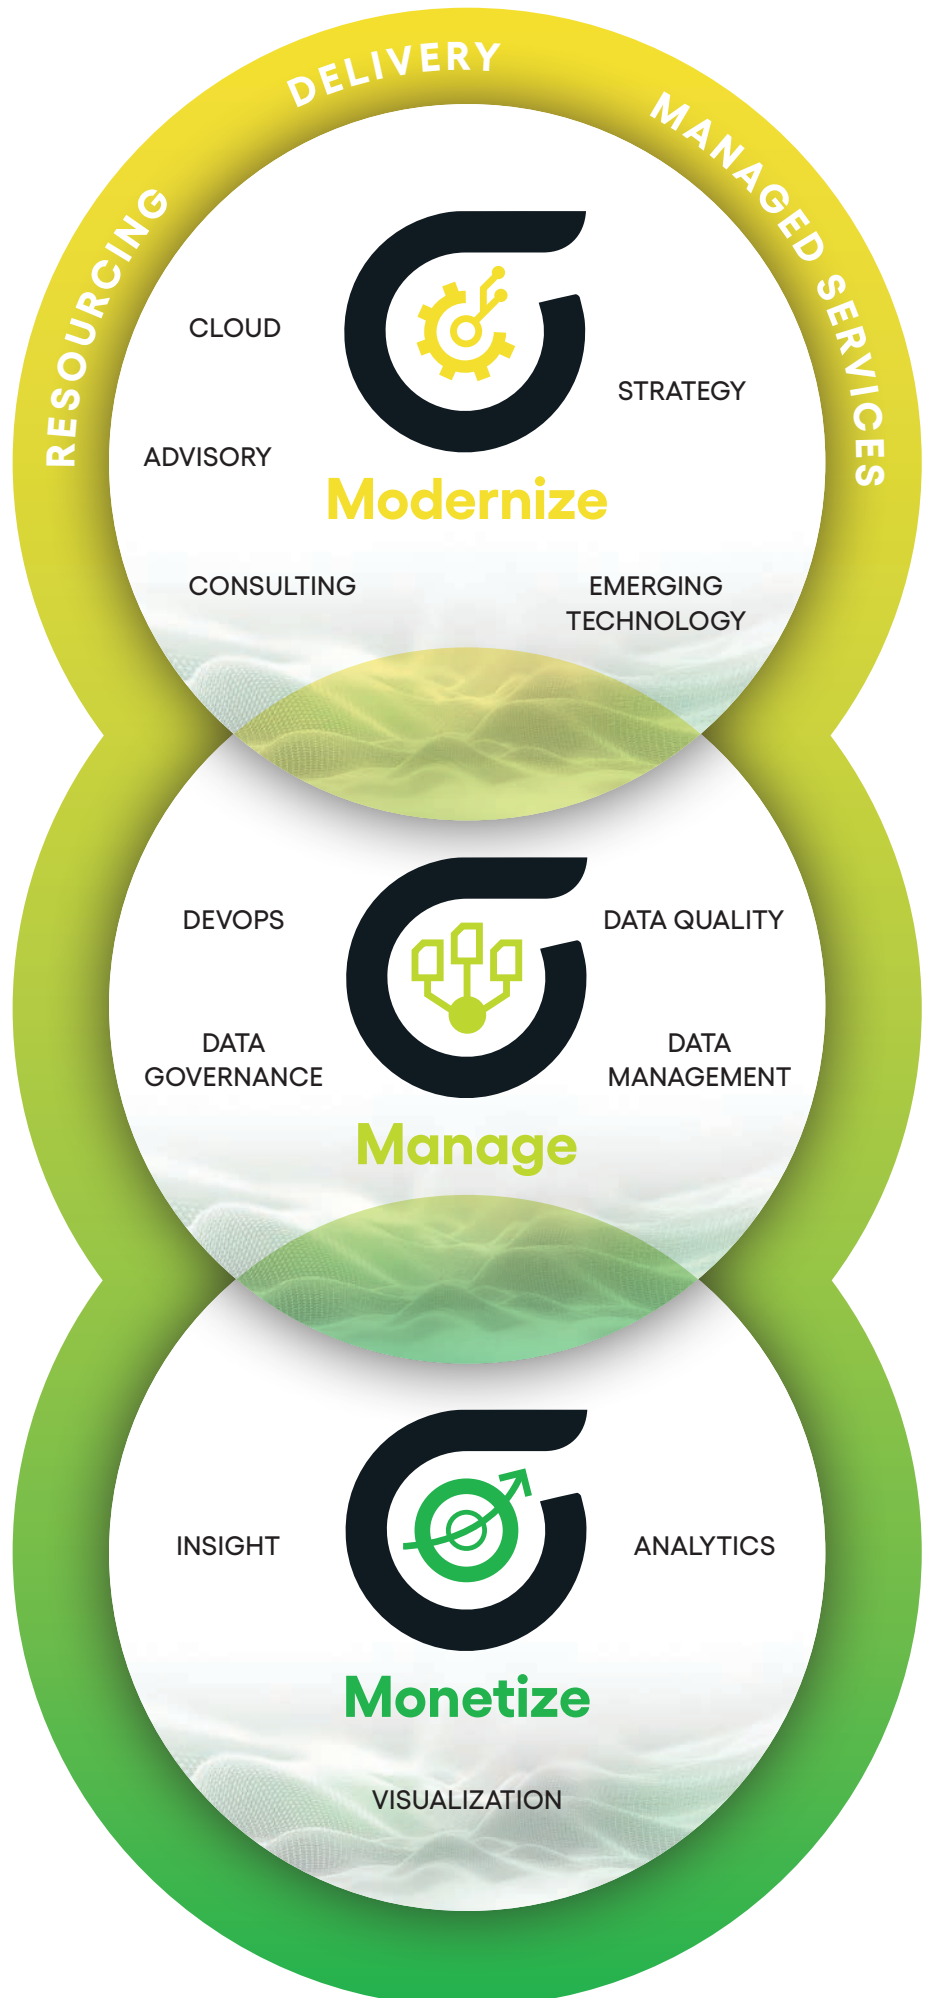 RESOURCING
DELIVERY
MANAGED SERVICES
CLOUD
STRATEGY
ADVISORY
Modernize
CONSULTING
EMERGING
TECHNOLOGY
DEVOPS
DATA QUALITY
DATA
GOVERNANCE
DATA
MANAGEMENT
Manage
INSIGHT
ANALYTICS
Monetize
VISUALIZATION